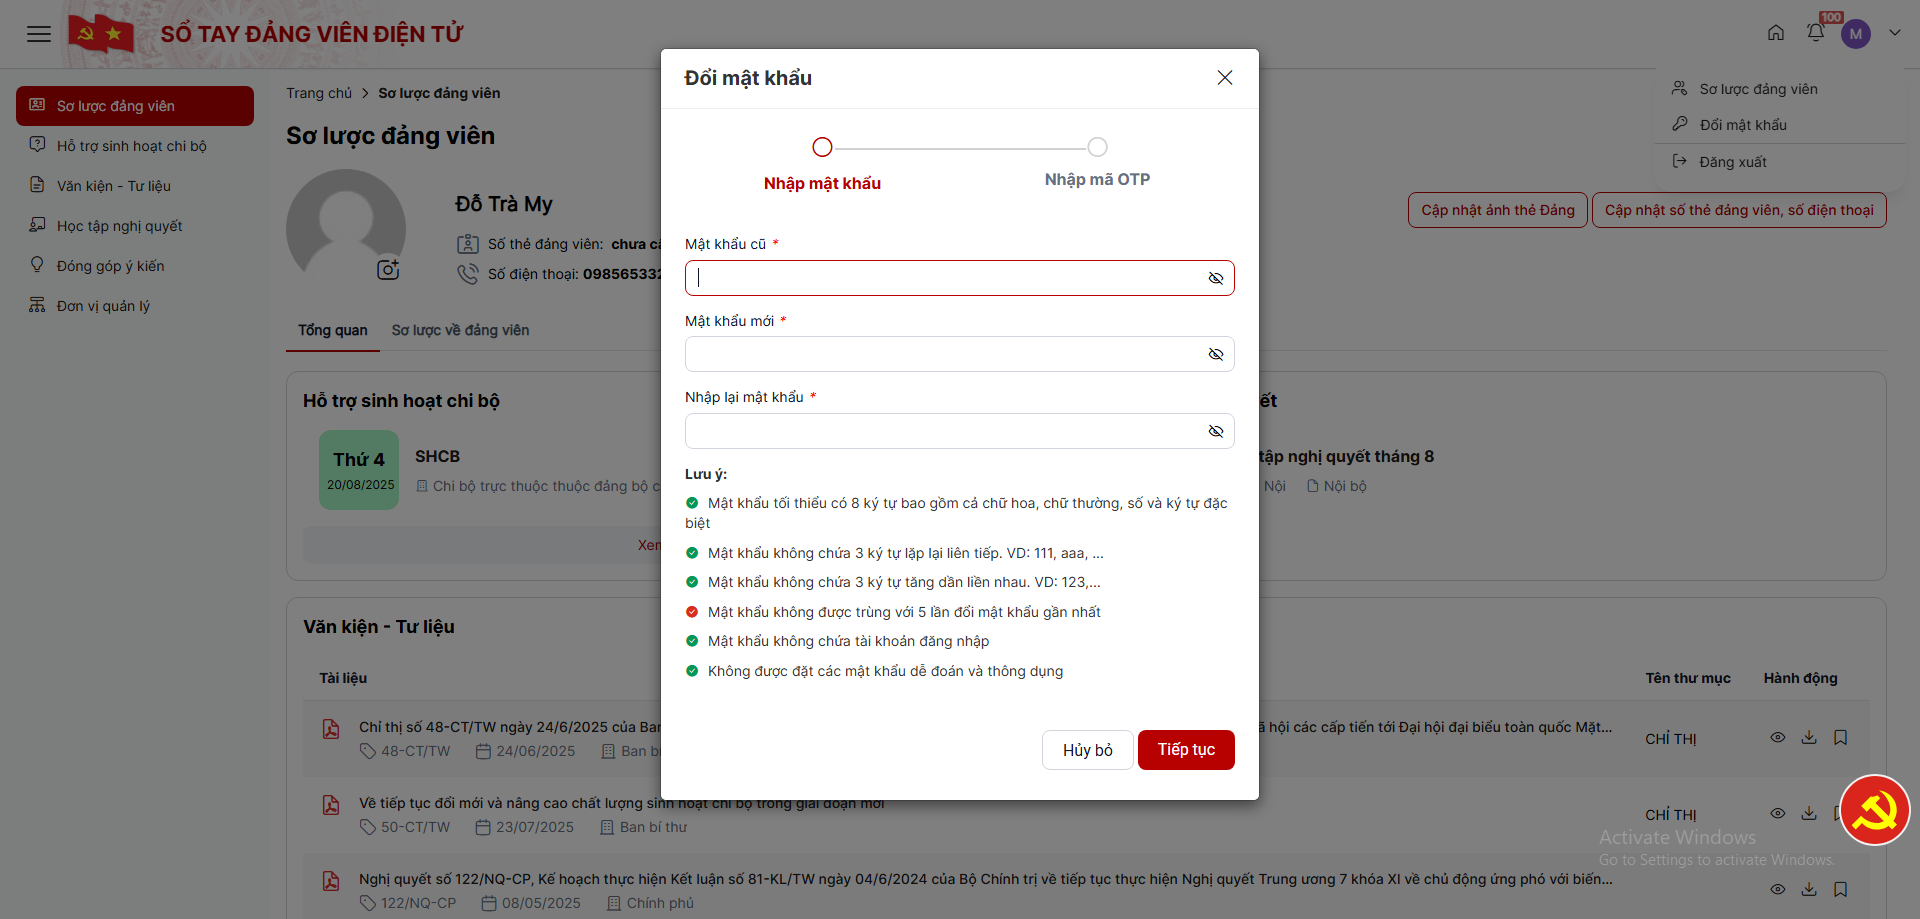 SỔ TAY ĐẢNG VIÊN ĐIỆN TỬ
100
M
Sơ lược đảng viên
Hỗ trợ sinh hoạt chi bộ
Văn kiện - Tư liệu
Học tập nghị quyết
Đóng góp ý kiến
Đơn vị quản lý
Trang chủ > Sơ lược đảng viên
Sơ lược đảng viên
Đổi mật khẩu
Đăng xuất
Sơ lược đảng viên
Đỗ Trà My
Số thẻ đảng viên: chưa
Số điện thoại: 098565332
Cập nhật ảnh thẻ Đảng
Cập nhật số thẻ đảng viên, số điện thoại
Tổng quan
Sơ lược về đảng viên
Hỗ trợ sinh hoạt chi bộ
Thứ 4
20/08/2025
SHCB
Chi bộ trực thuộc thuộc đảng bộ
tập nghị quyết tháng 8
Nội
Nội bộ
Văn kiện - Tư liệu
Tài liệu
Tên thư mục
Hành động
Chỉ thị số 48-CT/TW ngày 24/6/2025 của
hội các cấp tiến tới Đại hội đại biểu toàn quốc Mặt...
48-CT/TW
24/06/2025
Ban
CHỈ THỊ
Về tiếp tục đổi mới và nâng cao chất lượng sinh hoạt chi bộ trong giai đoạn mới
50-CT/TW
23/07/2025
Ban bí thư
CHỈ THỊ
Nghị quyết số 122/NQ-CP, Kế hoạch thực hiện Kết luận số 81-KL/TW ngày 04/6/2024 của Bộ Chính trị về tiếp tục thực hiện Nghị quyết Trung ương 7 khóa XI về chủ động ứng phó với biến...
122/NQ-CP
08/05/2025
Chính phủ
Đổi mật khẩu
Nhập mật khẩu
Nhập mã OTP
Mật khẩu cũ *
Mật khẩu mới *
Nhập lại mật khẩu *
Lưu ý:
Mật khẩu tối thiểu có 8 ký tự bao gồm cả chữ hoa, chữ thường, số và ký tự đặc
biệt
Mật khẩu không chứa 3 ký tự lặp lại liên tiếp. VD: 111, aaa, ...
Mật khẩu không chứa 3 ký tự tăng dần liền nhau. VD: 123,...
Mật khẩu không được trùng với 5 lần đổi mật khẩu gần nhất
Mật khẩu không chứa tài khoản đăng nhập
Không được đặt các mật khẩu dễ đoán và thông dụng
Hủy bỏ
Tiếp tục
Activate Windows
Go to Settings to activate Windows.